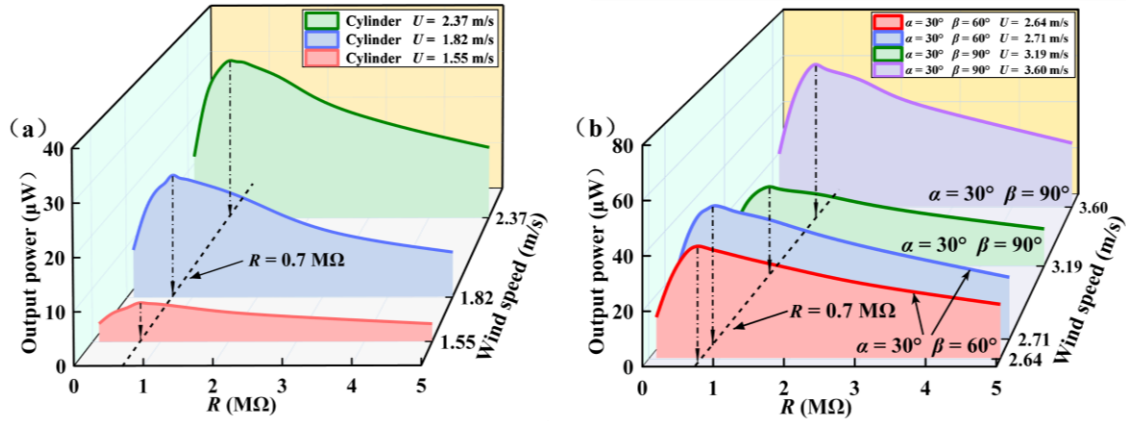 (a)
Cylinder U = 2.37 m/s
Cylinder U = 1.82 m/s
Cylinder U = 1.55 m/s
Output power (μW)
40
30
20
10
0
0 1 2 3 4 5
R (MΩ)
R = 0.7 MΩ
2.37
1.82
1.55
Wind speed (m/s)
(b)
α = 30° β = 60° U = 2.64 m/s
α = 30° β = 60° U = 2.71 m/s
α = 30° β = 90° U = 3.19 m/s
α = 30° β = 90° U = 3.60 m/s
Output power (μW)
80
60
40
20
0
0 1 2 3 4 5
R (MΩ)
α = 30° β = 90°
α = 30° β = 90°
R = 0.7 MΩ
α = 30° β = 60°
3.60
3.19
2.71
2.64
Wind speed (m/s)